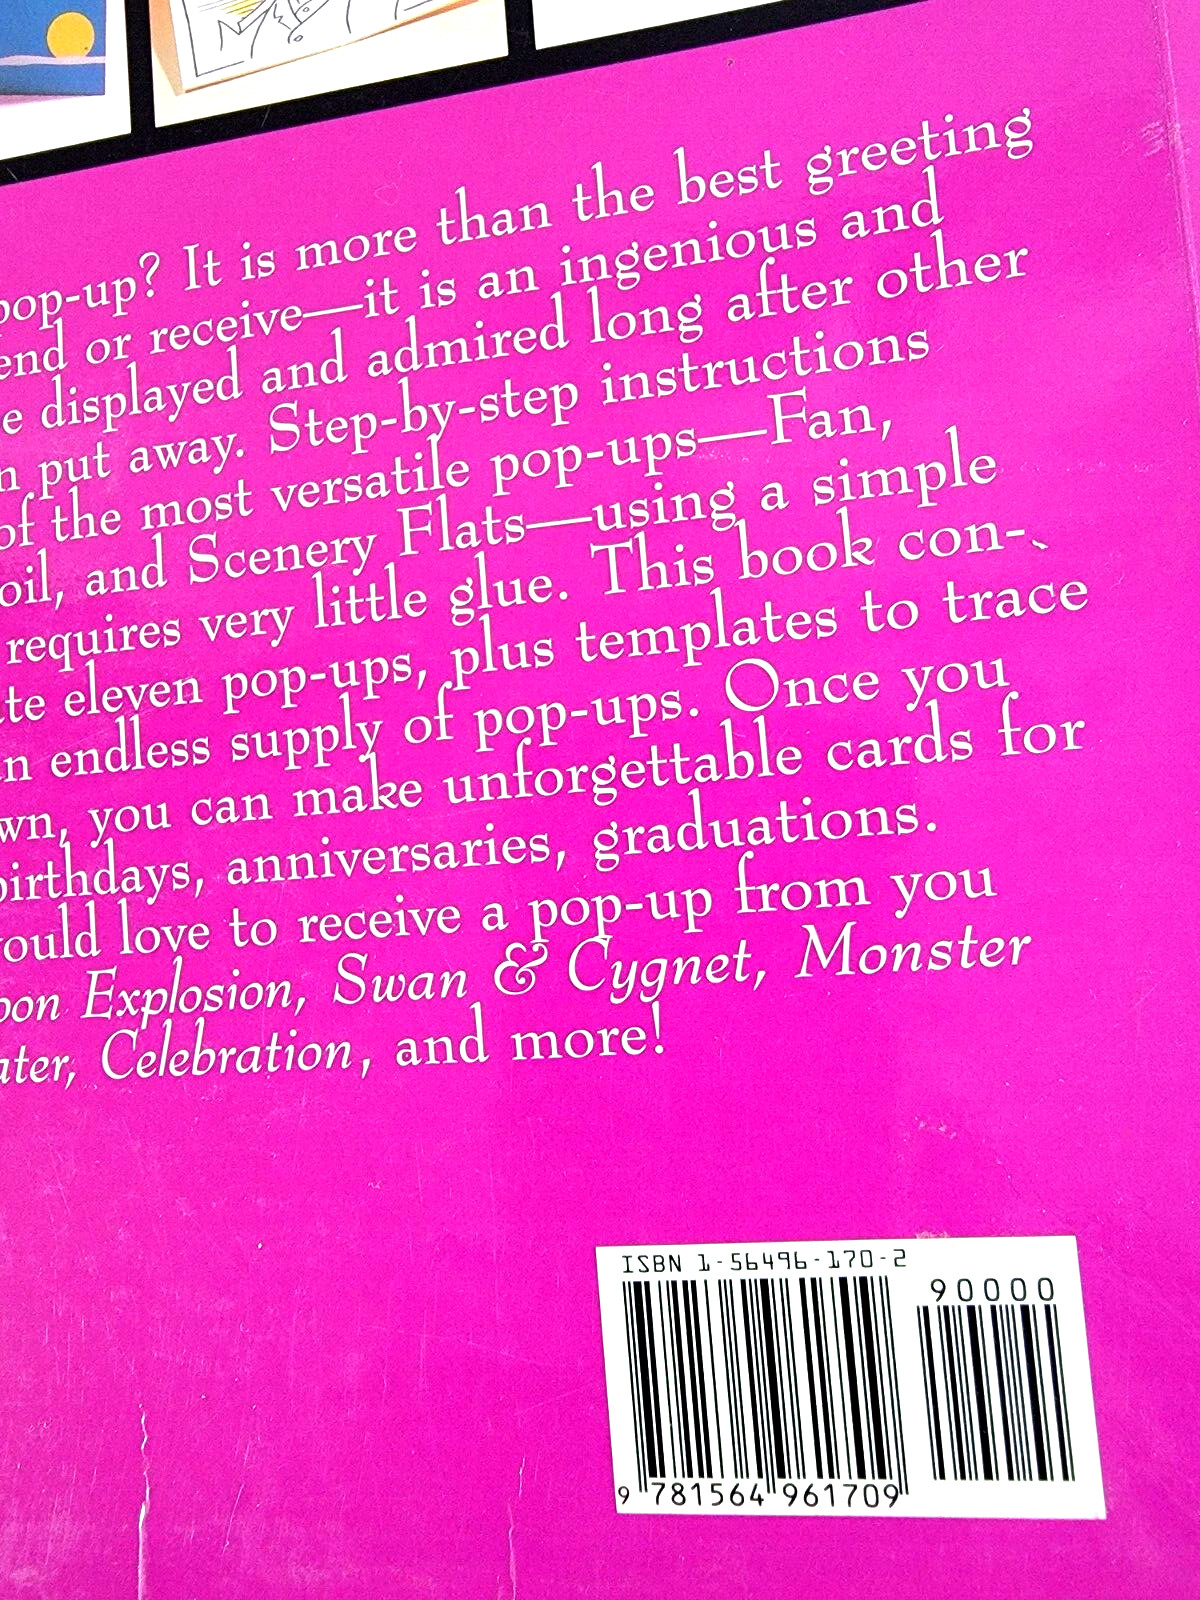 pop-up? It is more than the best greeting
end or receive—it is an ingenious and
e displayed and admired long after other
n put away. Step-by-step instructions
of the most versatile pop-ups—Fan,
oil, and Scenery Flats—using a simple
requires very little glue. This book con-
te eleven pop-ups, plus templates to trace
n endless supply of pop-ups. Once you
wn, you can make unforgettable cards for
birthdays, anniversaries, graduations.
ould love to receive a pop-up from you
oon Explosion, Swan & Cygnet, Monster
ater, Celebration, and more!
ISBN 1-56496-170-2
90000
9 781564 961709